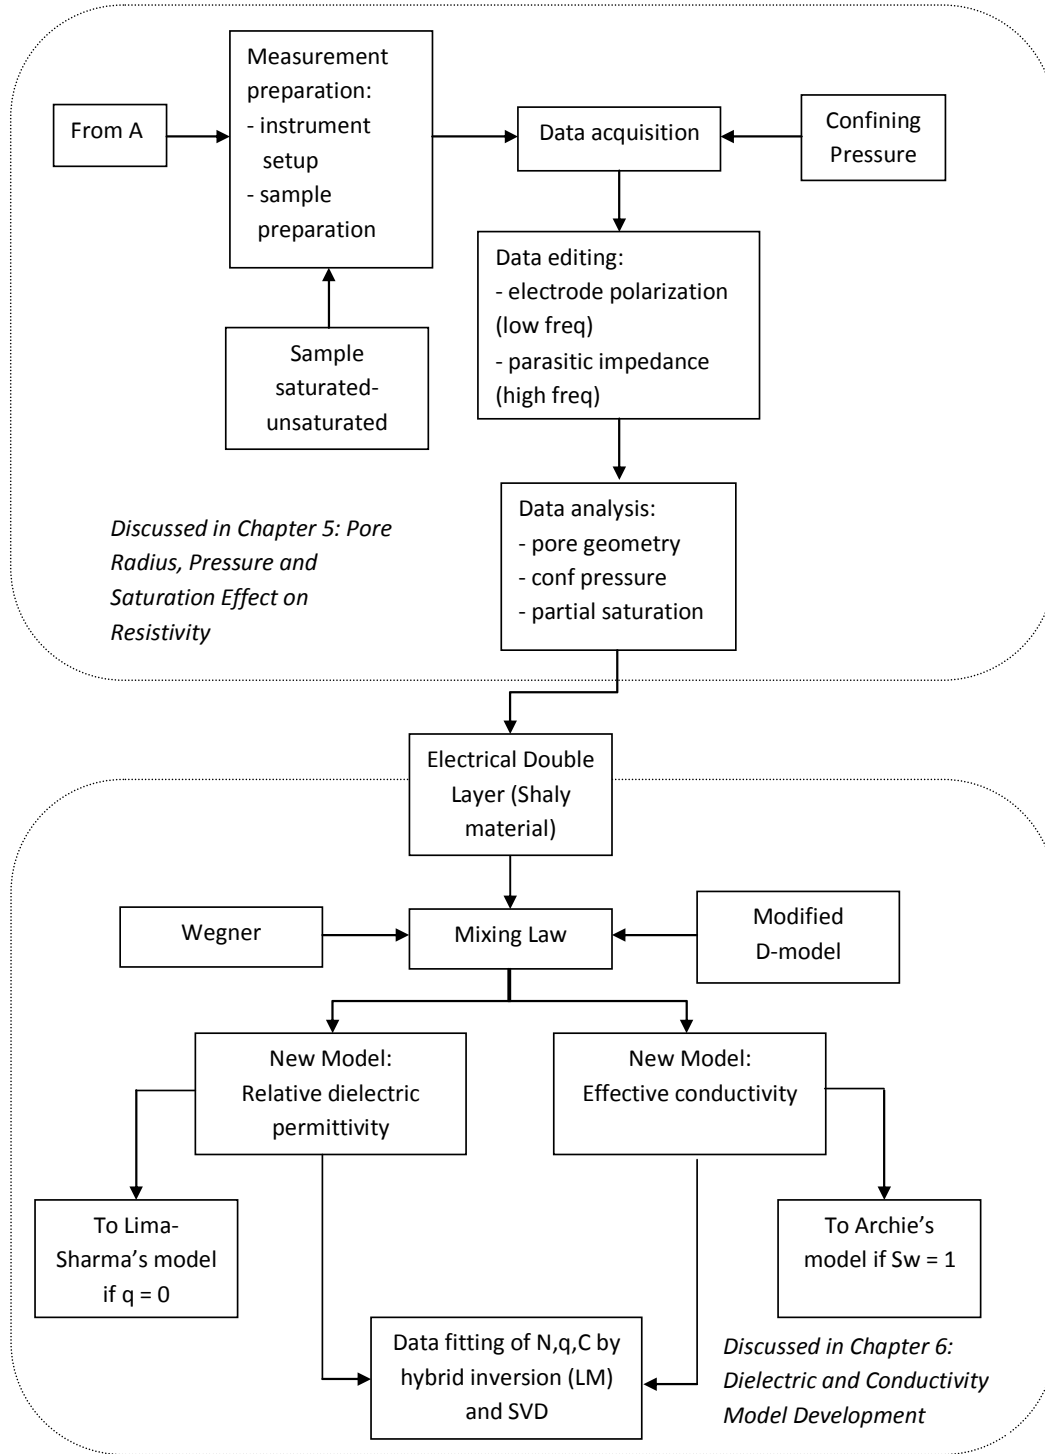 Measurement
preparation:
- instrument
setup
- sample
preparation
From A
Data acquisition
Confining
Pressure
Data editing:
- electrode polarization
(low freq)
- parasitic impedance
(high freq)
Sample
saturated-
unsaturated
Data analysis:
- pore geometry
- conf pressure
- partial saturation
Discussed in Chapter 5: Pore
Radius, Pressure and
Saturation Effect on
Resistivity
Electrical Double
Layer (Shaly
material)
Wegner
Mixing Law
Modified
D-model
New Model:
Relative dielectric
permittivity
New Model:
Effective conductivity
To Lima-
Sharma’s model
if q = 0
To Archie’s
model if Sw = 1
Data fitting of N,q,C by
hybrid inversion (LM)
and SVD
Discussed in Chapter 6:
Dielectric and Conductivity
Model Development